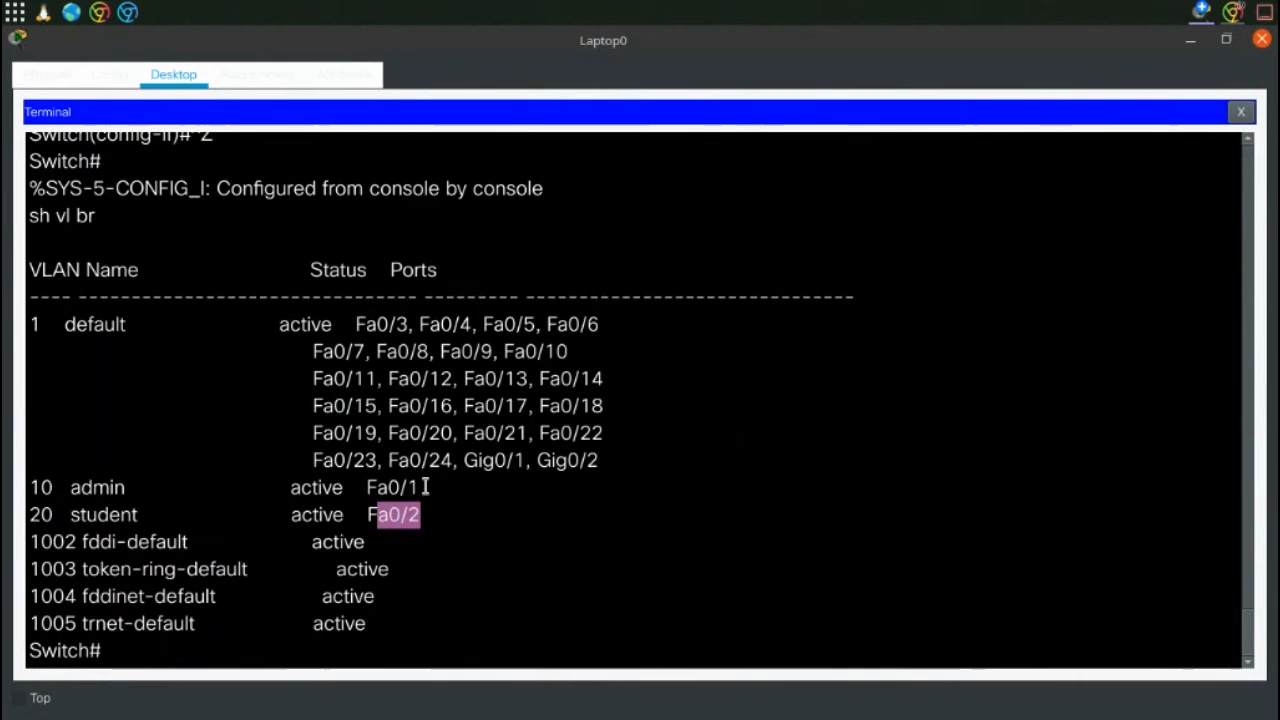 Laptop0
Desktop
Terminal
X
Switch(config-if)#^Z
Switch#
%SYS-5-CONFIG_I: Configured from console by console
sh vl br
VLAN Name Status Ports
---- -------------------------------- --------- -------------------------------
1 default active Fa0/3, Fa0/4, Fa0/5, Fa0/6
Fa0/7, Fa0/8, Fa0/9, Fa0/10
Fa0/11, Fa0/12, Fa0/13, Fa0/14
Fa0/15, Fa0/16, Fa0/17, Fa0/18
Fa0/19, Fa0/20, Fa0/21, Fa0/22
Fa0/23, Fa0/24, Gig0/1, Gig0/2
10 admin active Fa0/1
20 student active Fa0/2
1002 fddi-default active
1003 token-ring-default active
1004 fddinet-default active
1005 trnet-default active
Switch#
Top